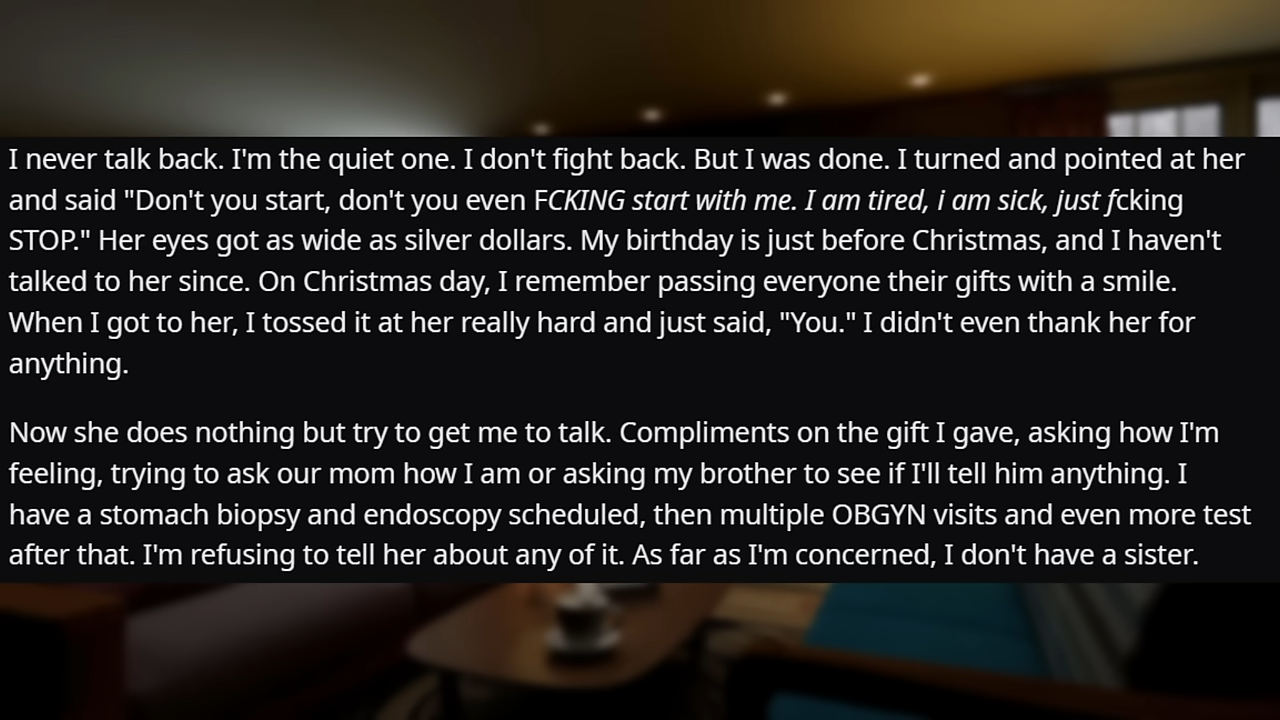 I never talk back. I'm the quiet one. I don't fight back. But I was done. I turned and pointed at her
and said "Don't you start, don't you even FCKING start with me. I am tired, i am sick, just fcking
STOP." Her eyes got as wide as silver dollars. My birthday is just before Christmas, and I haven't
talked to her since. On Christmas day, I remember passing everyone their gifts with a smile.
When I got to her, I tossed it at her really hard and just said, "You." I didn't even thank her for
anything.
Now she does nothing but try to get me to talk. Compliments on the gift I gave, asking how I'm
feeling, trying to ask our mom how I am or asking my brother to see if I'll tell him anything. I
have a stomach biopsy and endoscopy scheduled, then multiple OBGYN visits and even more test
after that. I'm refusing to tell her about any of it. As far as I'm concerned, I don't have a sister.